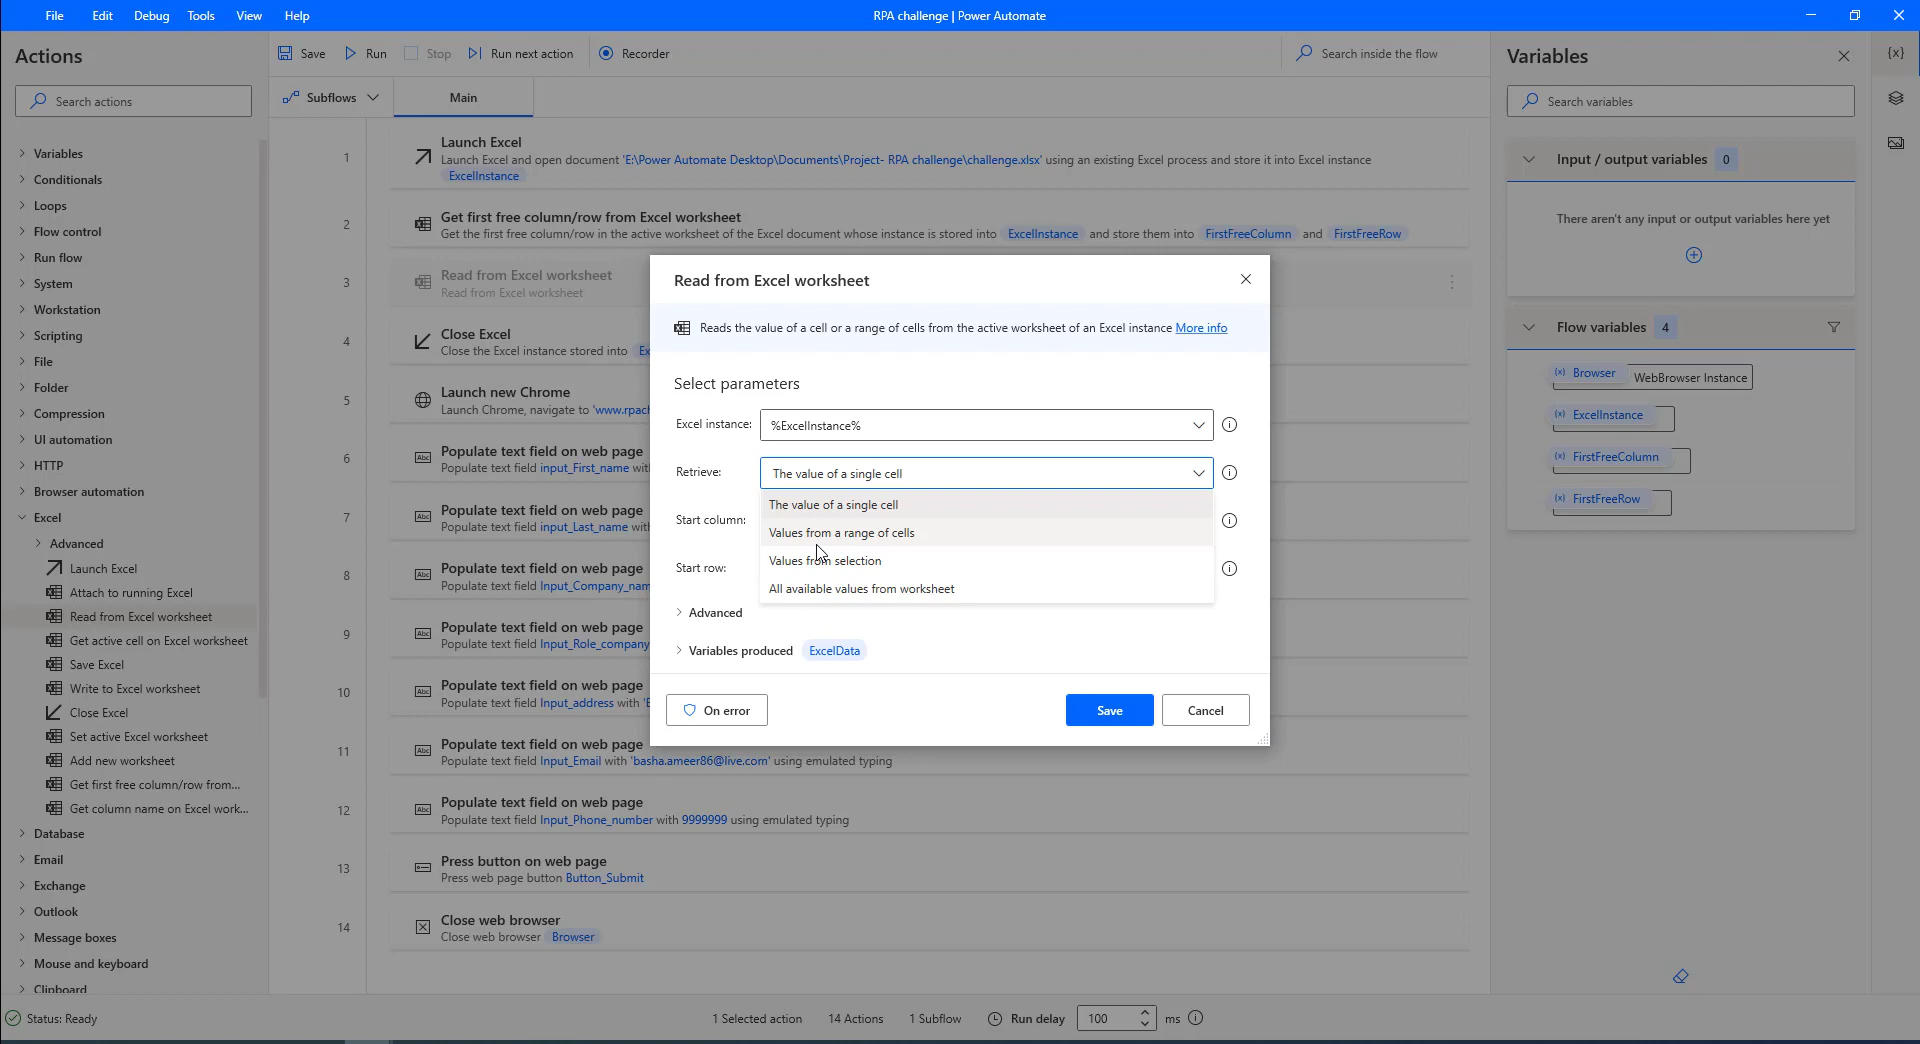 File Edit Debug Tools View Help
RPA challenge | Power Automate
Actions
Search actions
Variables
Conditionals
Loops
Flow control
Run flow
System
Workstation
Scripting
File
Folder
Compression
UI automation
HTTP
Browser automation
Excel
Advanced
Launch Excel
Attach to running Excel
Read from Excel worksheet
Get active cell on Excel worksheet
Save Excel
Write to Excel worksheet
Close Excel
Set active Excel worksheet
Add new worksheet
Get first free column/row from...
Get column name on Excel work...
Database
Email
Exchange
Outlook
Message boxes
Mouse and keyboard
Clipboard
Save Run Stop Run next action Recorder
Search inside the flow
Subflows Main
1 Launch Excel
Launch Excel and open document 'E:\Power Automate Desktop\Documents\Project- RPA challenge\challenge.xlsx' using an existing Excel process and store it into Excel instance
ExcelInstance
2 Get first free column/row from Excel worksheet
Get the first free column/row in the active worksheet of the Excel document whose instance is stored into ExcelInstance and store them into FirstFreeColumn and FirstFreeRow
3 Read from Excel worksheet
Read from Excel worksheet
4 Close Excel
Close the Excel instance stored into
5 Launch new Chrome
Launch Chrome, navigate to
6 Populate text field on web page
Populate text field input_First_name
7 Populate text field on web page
Populate text field input_Last_name
8 Populate text field on web page
Populate text field
9 Populate text field on web page
Populate text field Input_Role_company
10 Populate text field on web page
Populate text field Input_address with
11 Populate text field on web page
Populate text field Input_Email with 'basha.ameer86@live.com' using emulated typing
12 Populate text field on web page
Populate text field Input_Phone_number with 9999999 using emulated typing
13 Press button on web page
Press web page button Button_Submit
14 Close web browser
Close web browser Browser
Read from Excel worksheet
Reads the value of a cell or a range of cells from the active worksheet of an Excel instance More info
Select parameters
Excel instance: %ExcelInstance%
Retrieve: The value of a single cell
The value of a single cell
Start column:
Values from a range of cells
Values from selection
Start row:
All available values from worksheet
Advanced
Variables produced ExcelData
On error Save Cancel
Variables
{x}
Search variables
Input / output variables 0
There aren't any input or output variables here yet
Flow variables 4
(x) Browser WebBrowser Instance
(x) ExcelInstance
(x) FirstFreeColumn
(x) FirstFreeRow
Status: Ready
1 Selected action 14 Actions 1 Subflow Run delay 100 ms